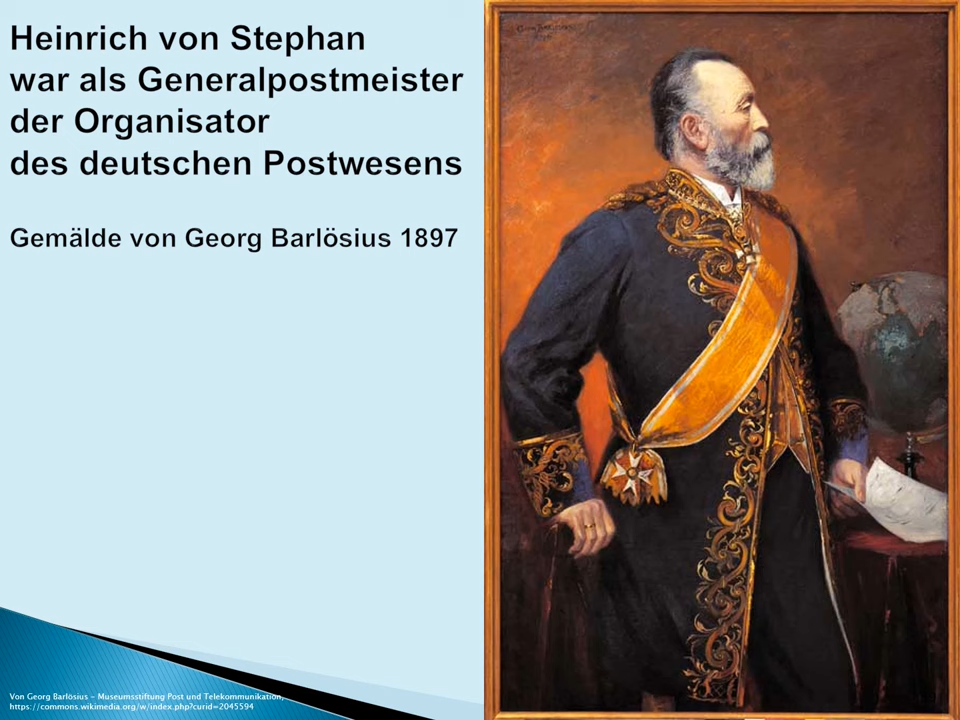 Heinrich von Stephan
war als Generalpostmeister
der Organisator
des deutschen Postwesens
Gemälde von Georg Barlösius 1897
Von Georg Barlösius - Museumsstiftung Post und Telekommunikation,
https://commons.wikimedia.org/w/index.php?curid=2045594